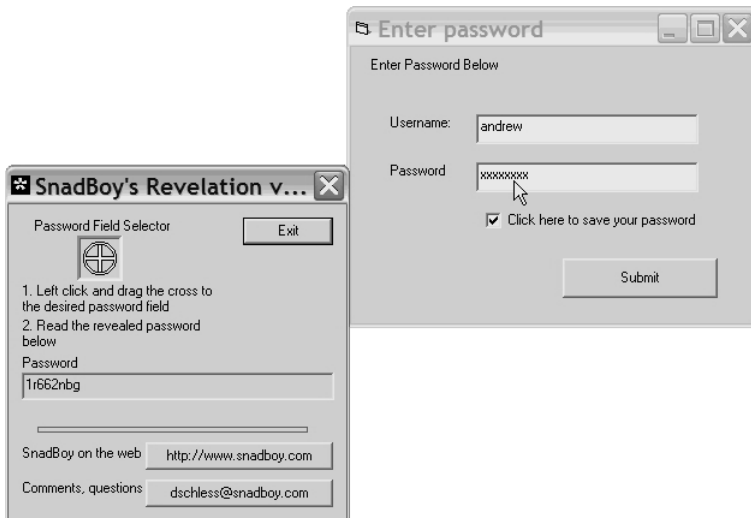 Enter password
Enter Password Below
Username:
andrew
Password
xxxxxxxx
Click here to save your password
Submit
SnadBoy's Revelation v...
Password Field Selector
Exit
1. Left click and drag the cross to
the desired password field
2. Read the revealed password
below
Password
1r662nbg
SnadBoy on the web
http://www.snadboy.com
Comments, questions
dschless@snadboy.com